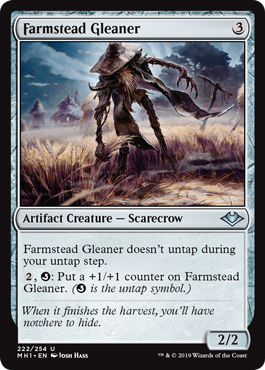 Farmstead Gleaner 3
Artifact Creature — Scarecrow
Farmstead Gleaner doesn't untap during
your untap step.
2, : Put a +1/+1 counter on Farmstead
Gleaner. ( is the untap symbol.)
When it finishes the harvest, you'll have
nowhere to hide.
2/2
222/254 U
MH1 • EN Josh Hass
™ & © 2019 Wizards of the Coast